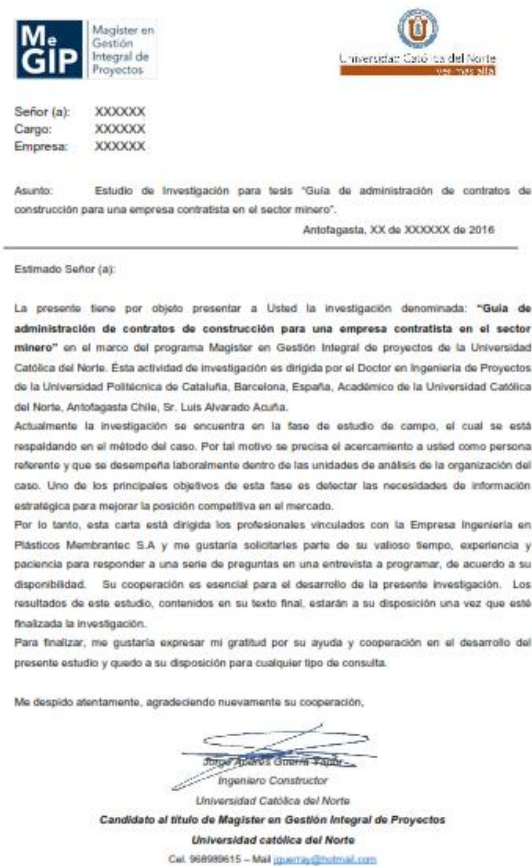 Me
GIP
Magíster en
Gestión
Integral de
Proyectos
Universidad Católica del Norte
ver más allá
Señor (a): XXXXXX
Cargo: XXXXXX
Empresa: XXXXXX
Asunto: Estudio de Investigación para tesis "Guía de administración de contratos de
construcción para una empresa contratista en el sector minero".
Antofagasta, XX de XXXXXX de 2016
Estimado Señor (a):
La presente tiene por objeto presentar a Usted la investigación denominada: "Guía de
administración de contratos de construcción para una empresa contratista en el sector
minero" en el marco del programa Magister en Gestión Integral de proyectos de la Universidad
Católica del Norte. Ésta actividad de investigación es dirigida por el Doctor en Ingeniería de Proyectos
de la Universidad Politécnica de Cataluña, Barcelona, España, Académico de la Universidad Católica
del Norte, Antofagasta Chile, Sr. Luis Alvarado Acuña.
Actualmente la investigación se encuentra en la fase de estudio de campo, el cual se está
respaldando en el método del caso. Por tal motivo se precisa el acercamiento a usted como persona
referente y que se desempeña laboralmente dentro de las unidades de análisis de la organización del
caso. Uno de los principales objetivos de esta fase es detectar las necesidades de información
estratégica para mejorar la posición competitiva en el mercado.
Por lo tanto, esta carta está dirigida los profesionales vinculados con la Empresa Ingeniería en
Plásticos Membrantec S.A y me gustaría solicitarles parte de su valioso tiempo, experiencia y
paciencia para responder a una serie de preguntas en una entrevista a programar, de acuerdo a su
disponibilidad. Su cooperación es esencial para el desarrollo de la presente investigación. Los
resultados de este estudio, contenidos en su texto final, estarán a su disposición una vez que esté
finalizada la investigación.
Para finalizar, me gustaría expresar mi gratitud por su ayuda y cooperación en el desarrollo del
presente estudio y quedo a su disposición para cualquier tipo de consulta.
Me despido atentamente, agradeciendo nuevamente su cooperación,
Jorge Andrés Guerra
Ingeniero Constructor
Universidad Católica del Norte
Candidato al título de Magister en Gestión Integral de Proyectos
Universidad católica del Norte
Cel. 968989615 – Mail jguerray@hotmail.com